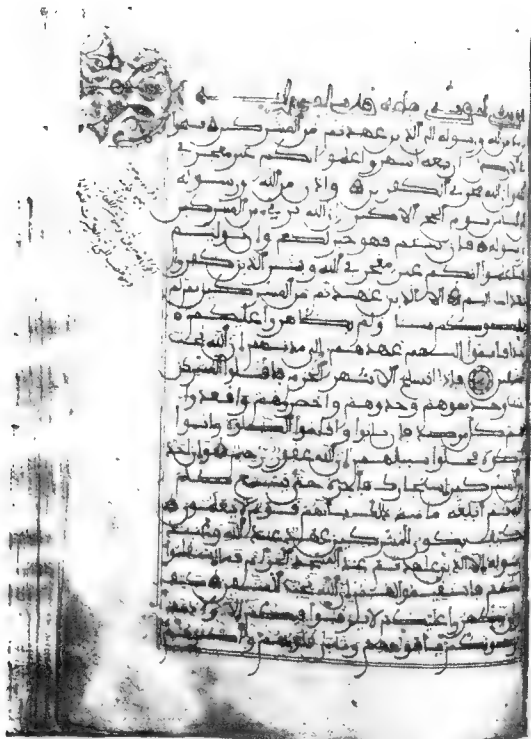 براءة من الله ورسوله الى الذين عهدتم من المشركين فسيحوا
في الارض اربعة اشهر واعلموا انكم غير معجزي
الله وان الله مخزي الكفرين واذن من الله ورسوله
الى الناس يوم الحج الاكبر ان الله بريء من المشركين
ورسوله فان تبتم فهو خير لكم وان توليتم
فاعلموا انكم غير معجزي الله وبشر الذين كفروا
بعذاب اليم الا الذين عهدتم من المشركين ثم لم
ينقصوكم شيا ولم يظهروا عليكم
احدا فاتموا اليهم عهدهم الى مدتهم ان الله يحب
المتقين فاذا انسلخ الاشهر الحرم فاقتلوا المشركين
حيث وجدتموهم وخذوهم واحصروهم واقعدوا
لهم كل مرصد فان تابوا واقاموا الصلوة واتوا
الزكوة فخلوا سبيلهم ان الله غفور رحيم وان احد
من المشركين استجارك فاجره حتى يسمع كلم
الله ثم ابلغه مامنه ذلك بانهم قوم لا يعلمون
كيف يكون للمشركين عهد عند الله وعند
رسوله الا الذين عهدتم عند المسجد الحرام فما استقموا
لكم فاستقيموا لهم ان الله يحب المتقين كيف
وان يظهروا عليكم لا يرقبوا فيكم الا ولا ذمة
يرضونكم بافوههم وتابى قلوبهم واكثرهم